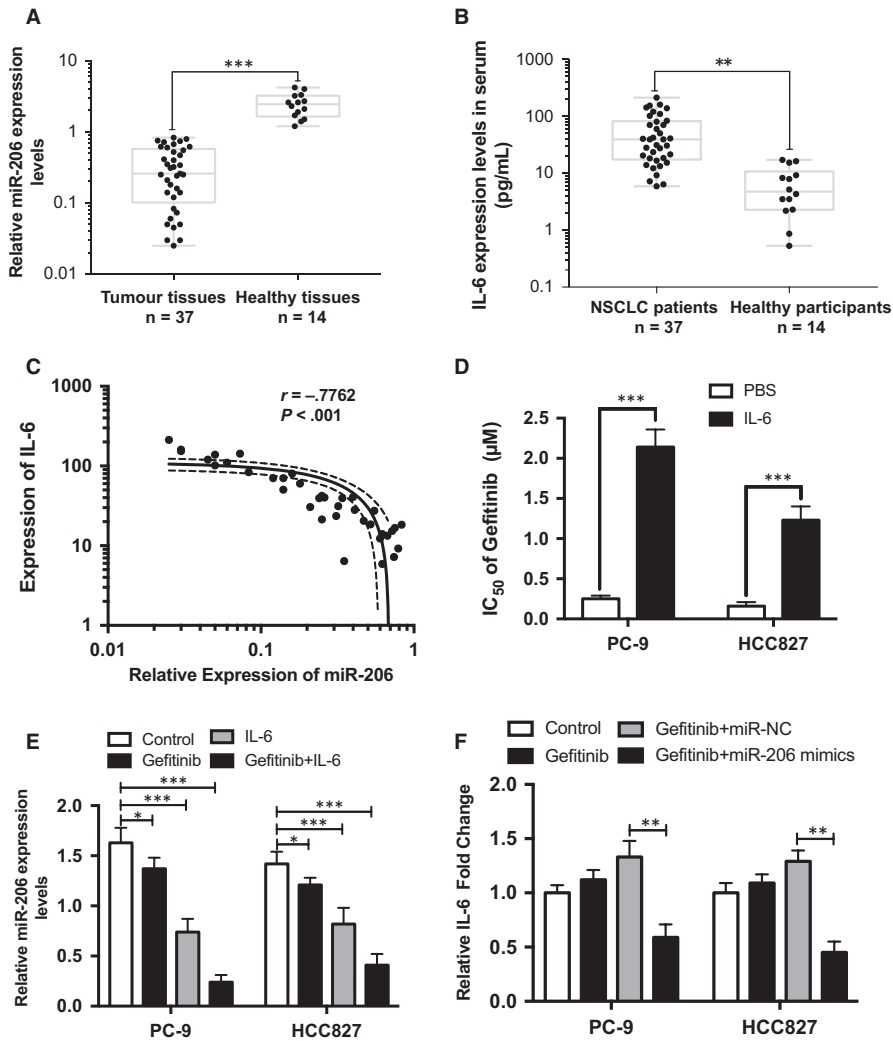 A
Relative miR-206 expression
levels
10
1
0.1
0.01
***
Tumour tissues
n = 37
Healthy tissues
n = 14
B
IL-6 expression levels in serum
(pg/mL)
1000
100
10
1
0.1
**
NSCLC patients
n = 37
Healthy participants
n = 14
C
Expression of IL-6
1000
100
10
1
r = –.7762
P < .001
0.01
0.1
1
Relative Expression of miR-206
D
PBS
IL-6
IC50 of Gefitinib (µM)
2.5
2.0
1.5
1.0
0.5
0.0
***
***
PC-9
HCC827
E
Control
IL-6
Gefitinib
Gefitinib+IL-6
Relative miR-206 expression
levels
2.0
1.5
1.0
0.5
0.0
***
***
*
***
***
*
PC-9
HCC827
F
Control
Gefitinib+miR-NC
Gefitinib
Gefitinib+miR-206 mimics
Relative IL-6 Fold Change
2.0
1.5
1.0
0.5
0.0
**
**
PC-9
HCC827